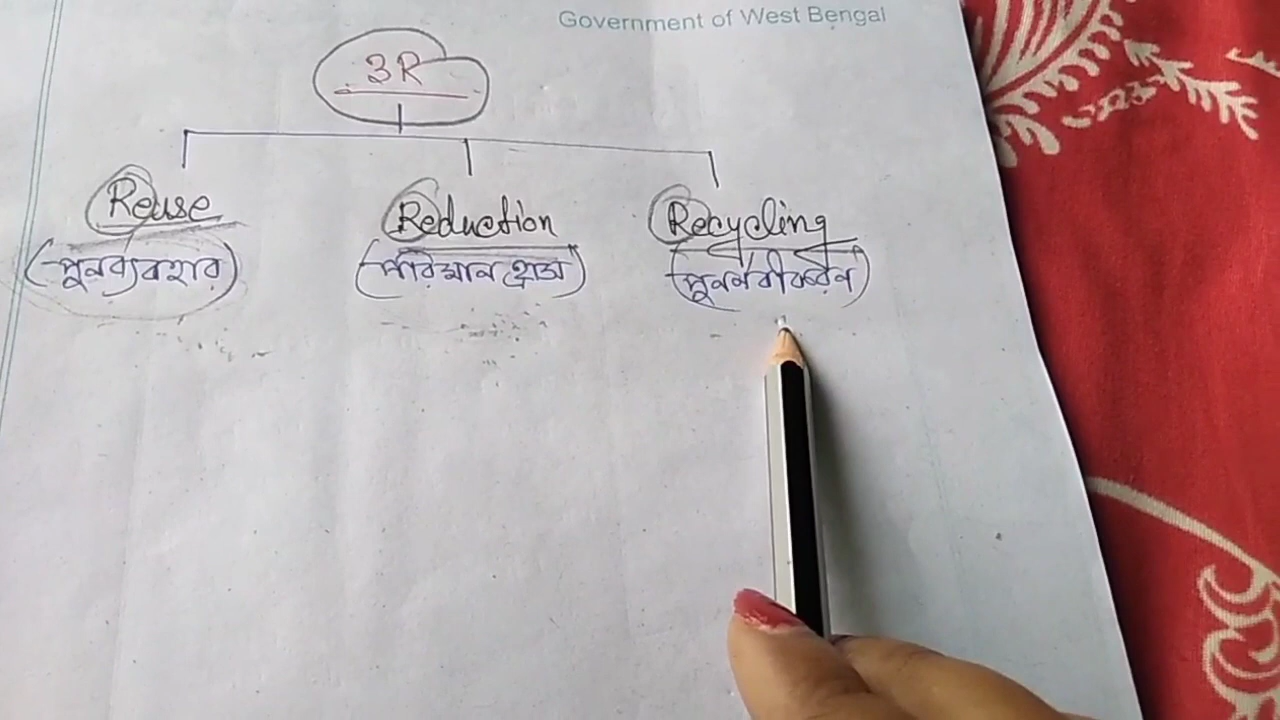 Government of West Bengal
3R
Reuse Reduction Recycling
(পুনর্ব্যবহার) (পরিমান হ্রাস) (পুনর্নবীকরণ)